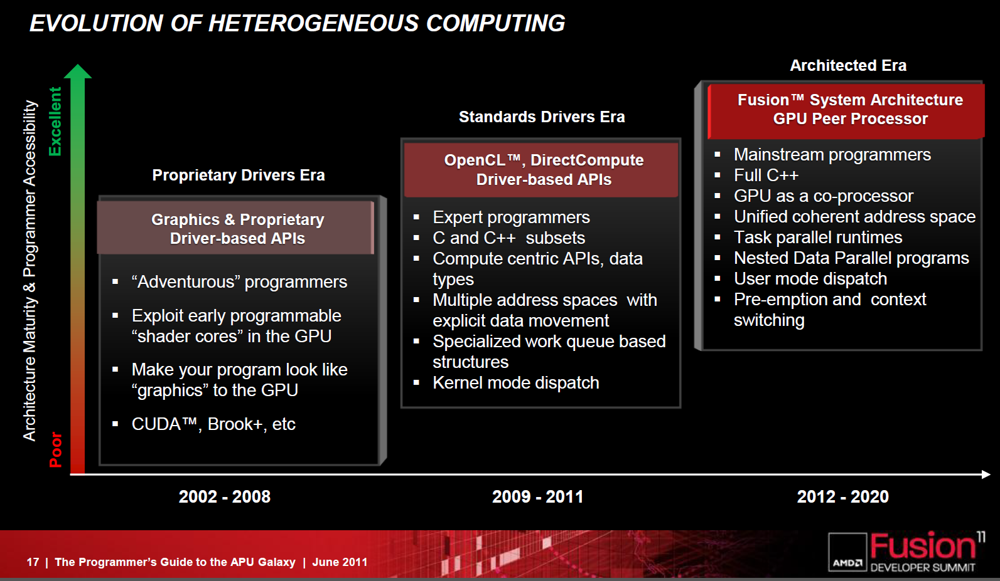 EVOLUTION OF HETEROGENEOUS COMPUTING
Architecture Maturity & Programmer Accessibility
Excellent
Poor
Proprietary Drivers Era
Graphics & Proprietary
Driver-based APIs
▪ “Adventurous” programmers
▪ Exploit early programmable
“shader cores” in the GPU
▪ Make your program look like
“graphics” to the GPU
▪ CUDA™, Brook+, etc
2002 - 2008
Standards Drivers Era
OpenCL™, DirectCompute
Driver-based APIs
▪ Expert programmers
▪ C and C++ subsets
▪ Compute centric APIs, data
types
▪ Multiple address spaces with
explicit data movement
▪ Specialized work queue based
structures
▪ Kernel mode dispatch
2009 - 2011
Architected Era
Fusion™ System Architecture
GPU Peer Processor
▪ Mainstream programmers
▪ Full C++
▪ GPU as a co-processor
▪ Unified coherent address space
▪ Task parallel runtimes
▪ Nested Data Parallel programs
▪ User mode dispatch
▪ Pre-emption and context
switching
2012 - 2020
17 | The Programmer’s Guide to the APU Galaxy | June 2011
AMD
Fusion 11
DEVELOPER SUMMIT